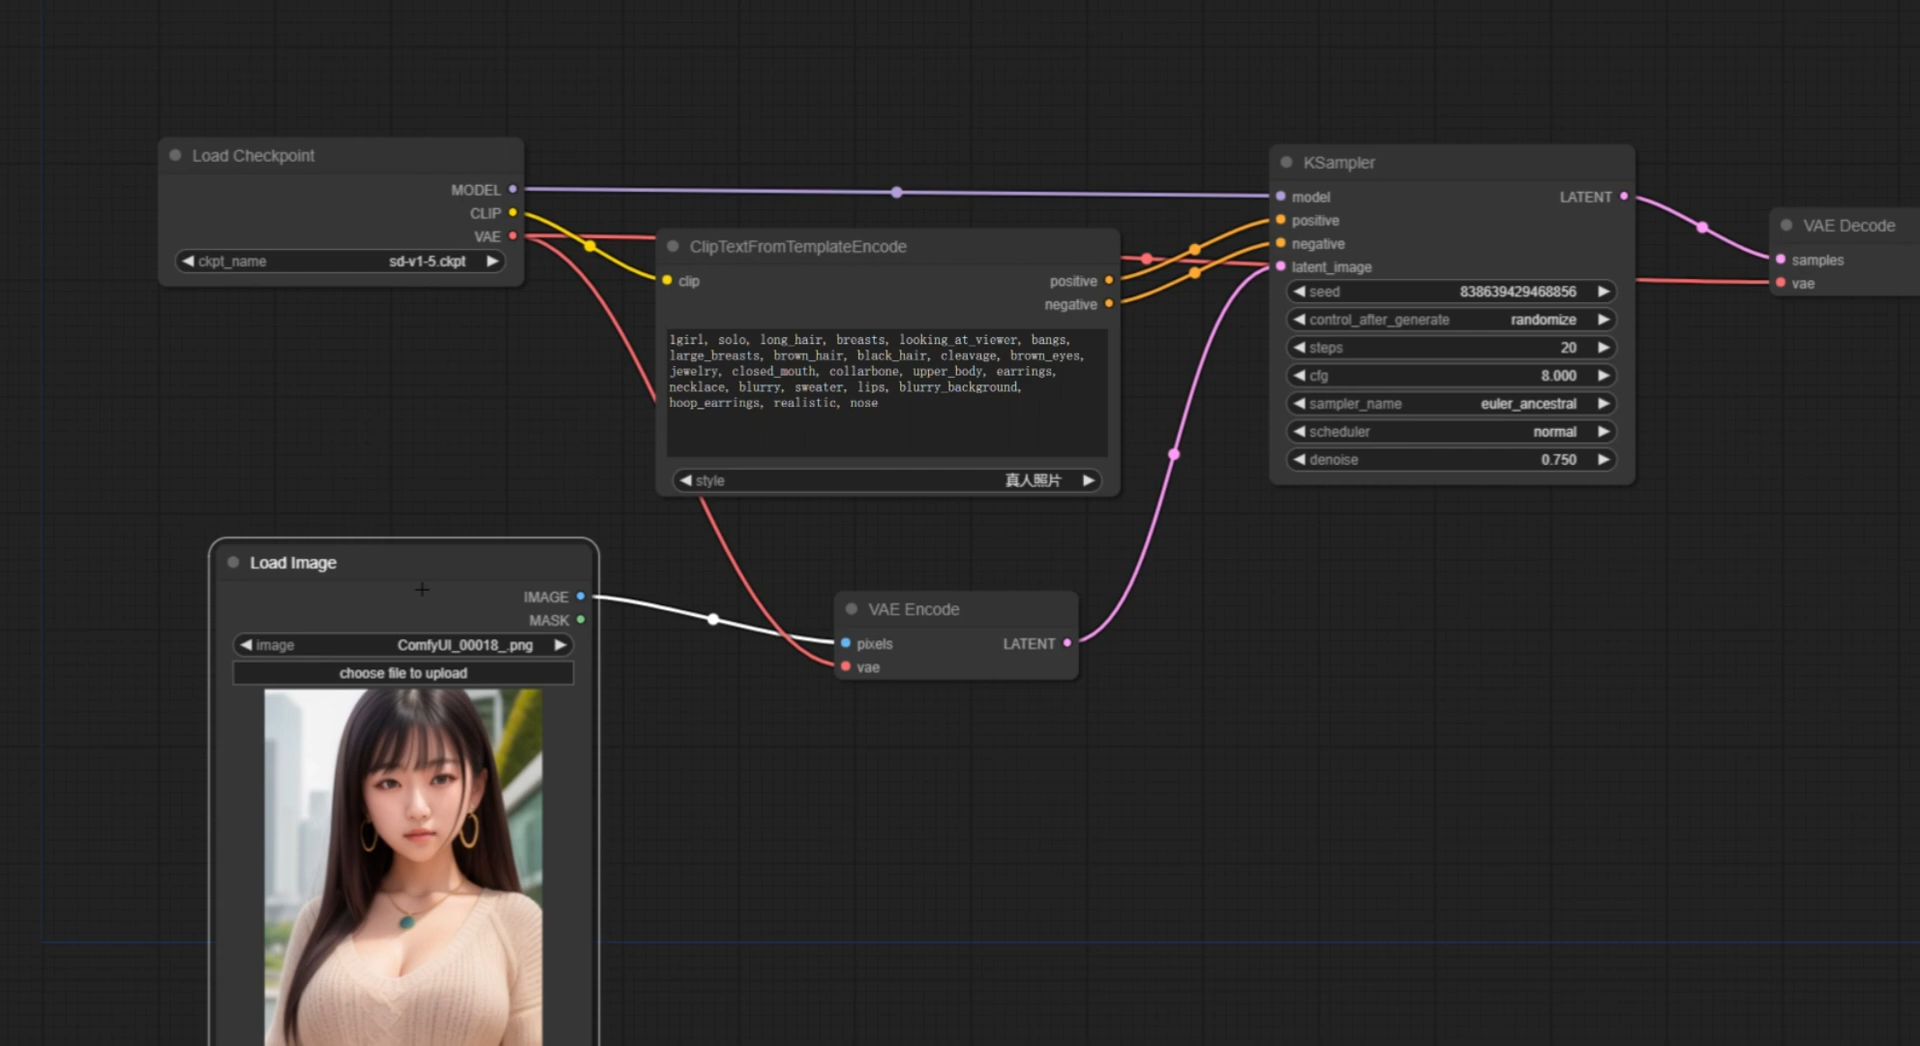 Load Checkpoint
MODEL
CLIP
VAE
ckpt_name sd-v1-5.ckpt
ClipTextFromTemplateEncode
clip positive
negative
1girl, solo, long_hair, breasts, looking_at_viewer, bangs,
large_breasts, brown_hair, black_hair, cleavage, brown_eyes,
jewelry, closed_mouth, collarbone, upper_body, earrings,
necklace, blurry, sweater, lips, blurry_background,
hoop_earrings, realistic, nose
style 真人照片
KSampler
model LATENT
positive
negative
latent_image
seed 838639429468856
control_after_generate randomize
steps 20
cfg 8.000
sampler_name euler_ancestral
scheduler normal
denoise 0.750
VAE Decode
samples
vae
Load Image
IMAGE
MASK
image ComfyUI_00018_.png
choose file to upload
VAE Encode
pixels LATENT
vae